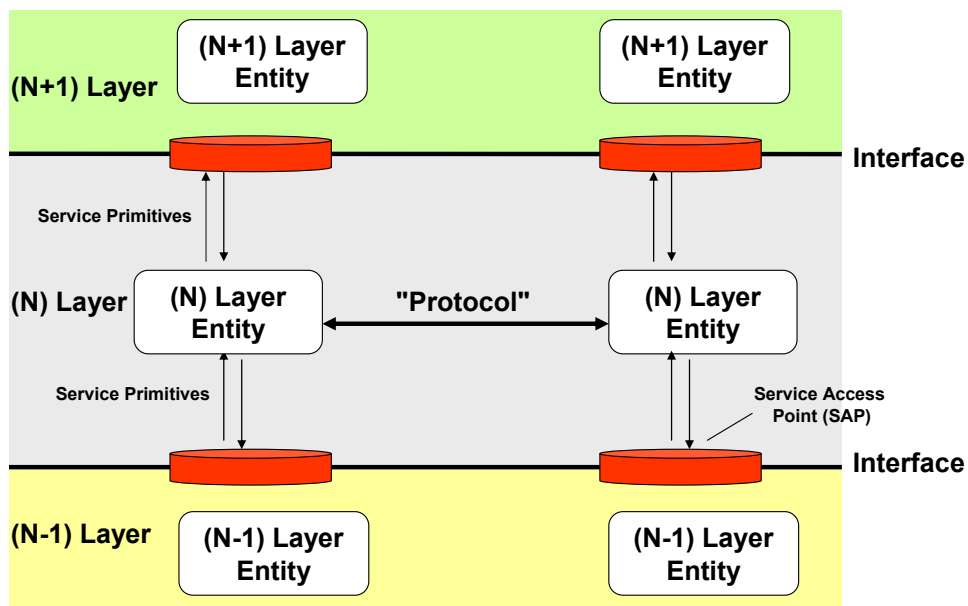 (N+1) Layer
Entity
(N+1) Layer
Entity
(N+1) Layer
Interface
Service Primitives
(N) Layer
(N) Layer
Entity
"Protocol"
(N) Layer
Entity
Service Primitives
Service Access
Point (SAP)
Interface
(N-1) Layer
(N-1) Layer
Entity
(N-1) Layer
Entity